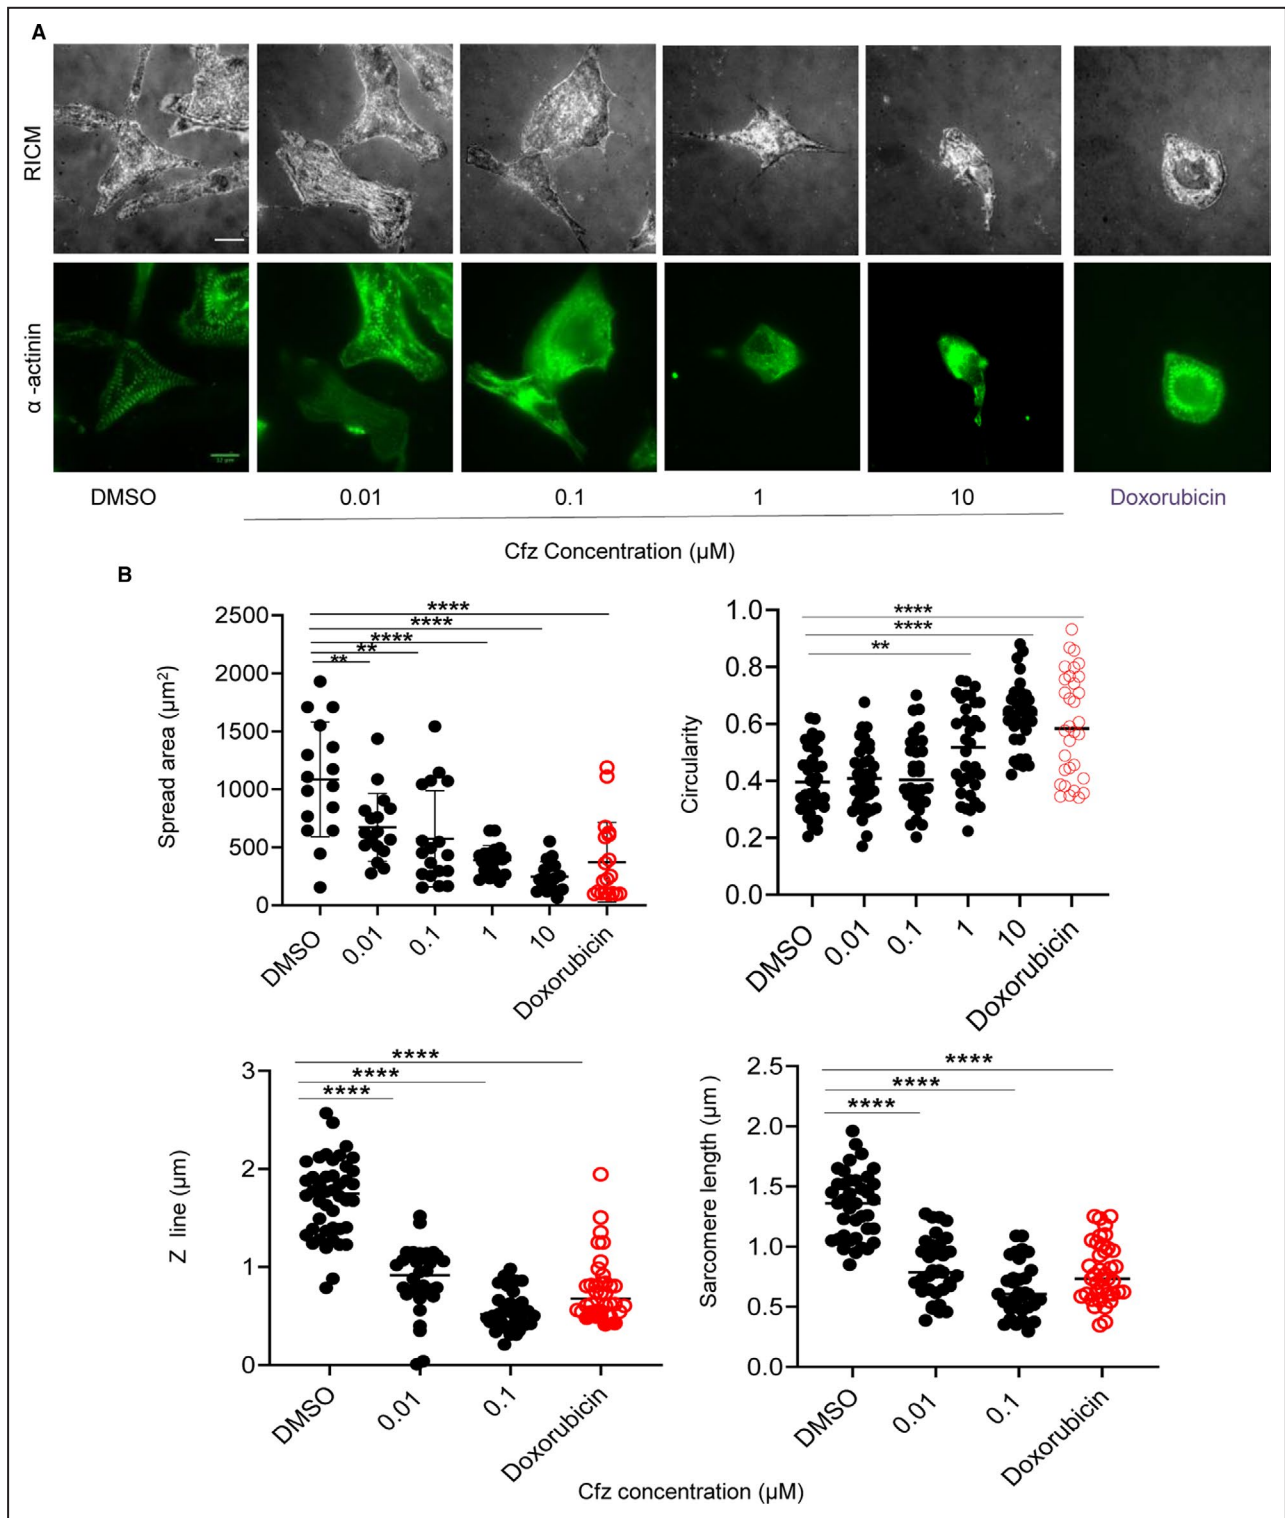 A
RICM
α -actinin
12 µm
DMSO
0.01
0.1
1
10
Doxorubicin
Cfz Concentration (µM)
B
Spread area (µm²)
2500
2000
1500
1000
500
0
****
****
****
**
**
DMSO
0.01
0.1
1
10
Doxorubicin
Circularity
1.0
0.8
0.6
0.4
0.2
0.0
****
****
**
DMSO
0.01
0.1
1
10
Doxorubicin
Z line (µm)
3
2
1
0
****
****
****
DMSO
0.01
0.1
Doxorubicin
Sarcomere length (µm )
2.5
2.0
1.5
1.0
0.5
0.0
****
****
****
DMSO
0.01
0.1
Doxorubicin
Cfz concentration (µM)